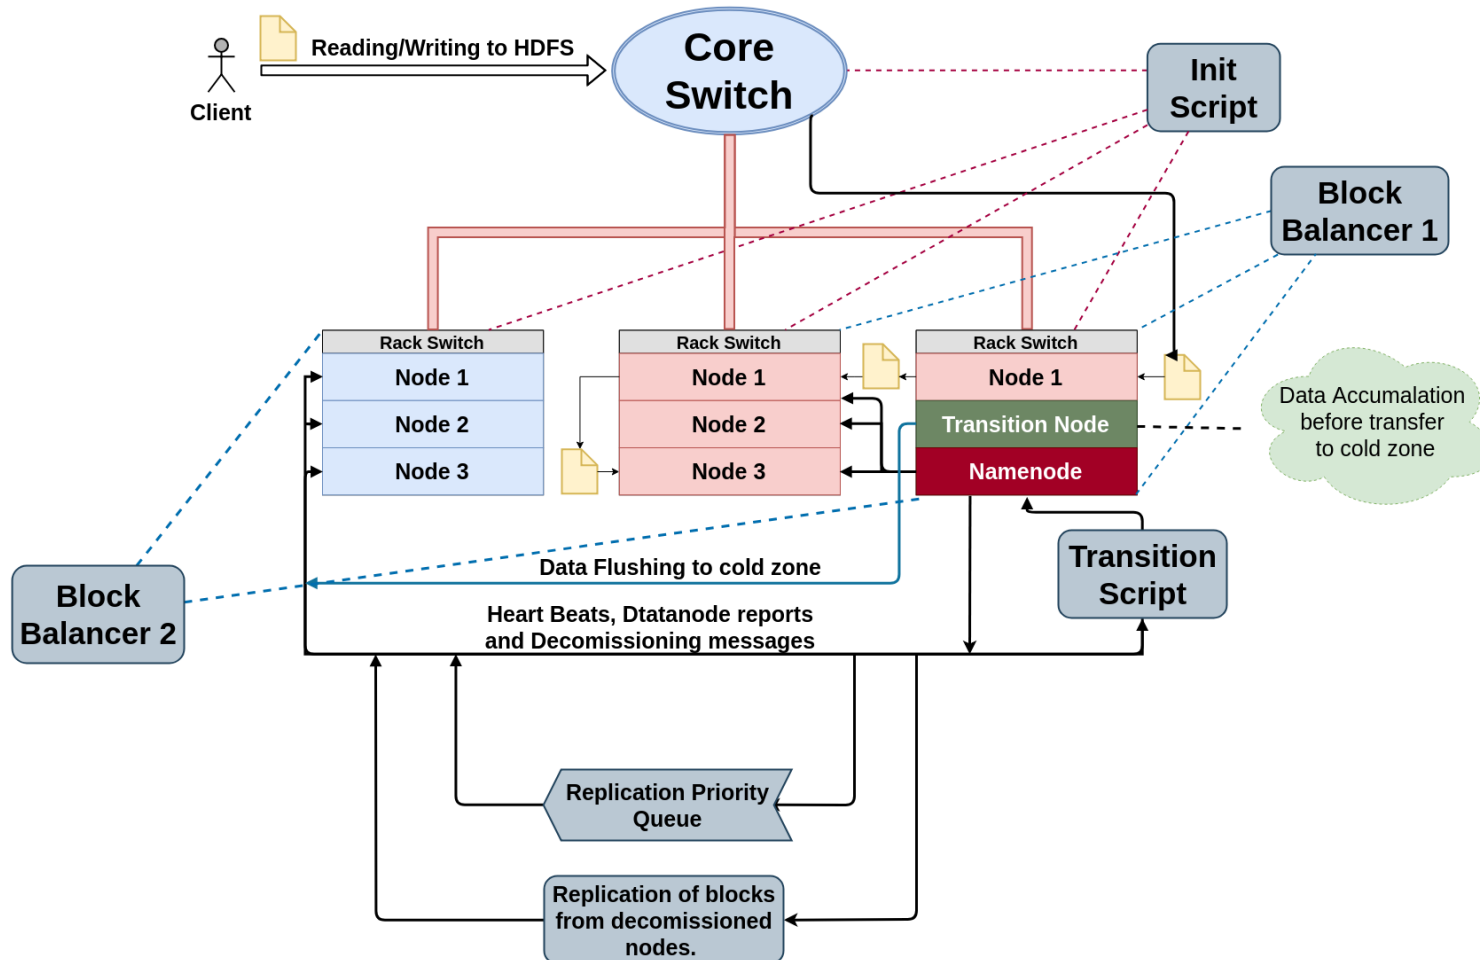 Reading/Writing to HDFS
Client
Core
Switch
Init
Script
Block
Balancer 1
Rack Switch
Node 1
Node 2
Node 3
Rack Switch
Node 1
Node 2
Node 3
Rack Switch
Node 1
Transition Node
Namenode
Data Accumalation
before transfer
to cold zone
Block
Balancer 2
Data Flushing to cold zone
Transition
Script
Heart Beats, Dtatanode reports
and Decomissioning messages
Replication Priority
Queue
Replication of blocks
from decomissioned
nodes.